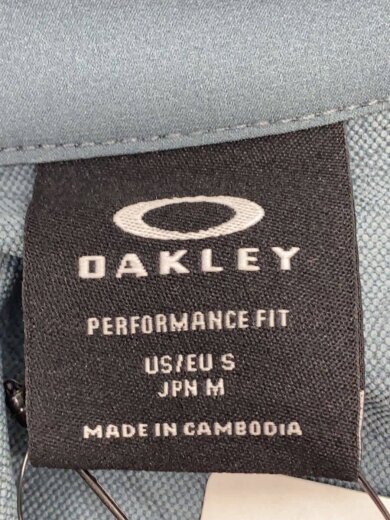 OAKLEY
PERFORMANCE FIT
US/EU S
JPN M
MADE IN CAMBODIA